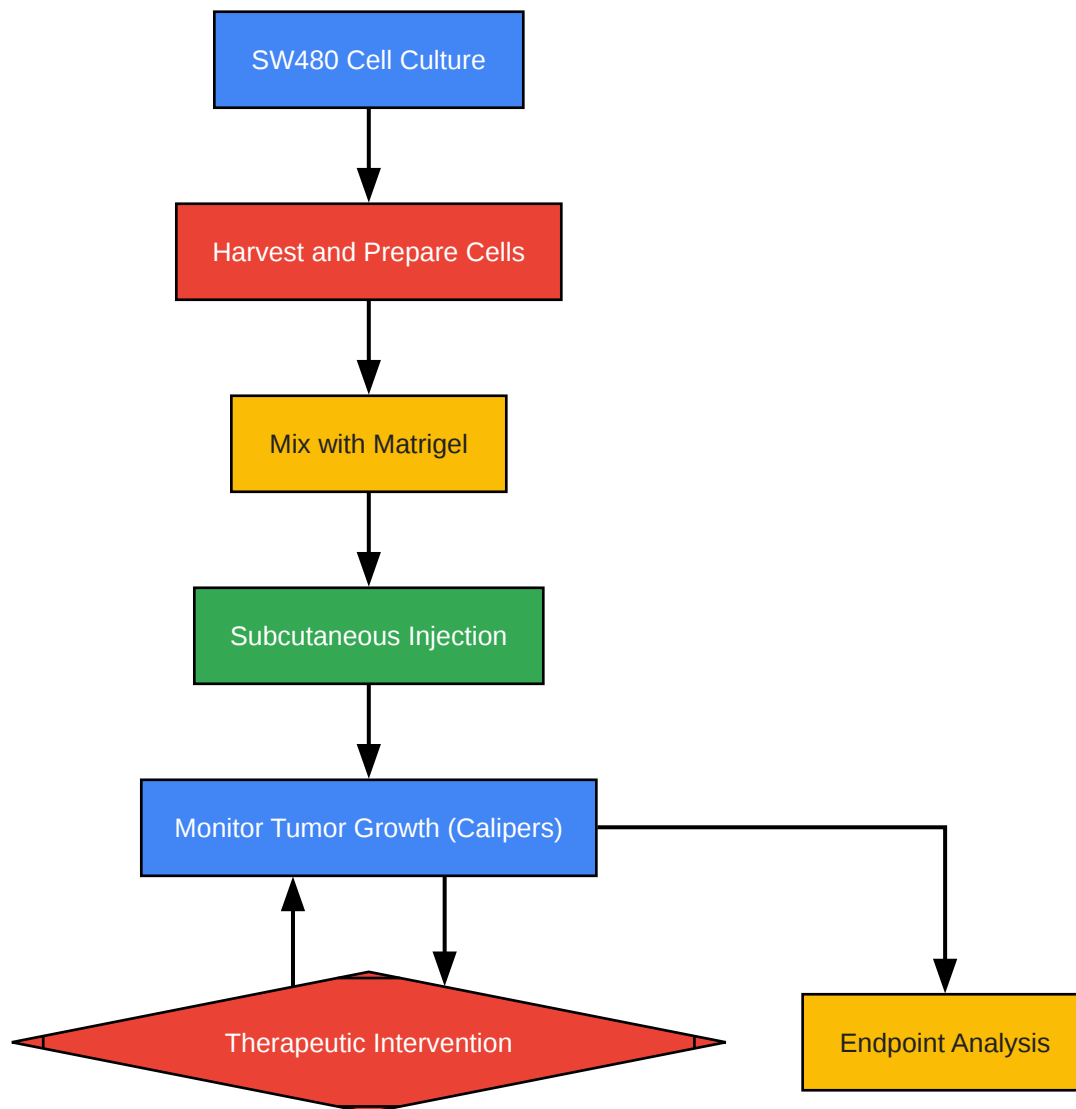 SW480 Cell Culture
Harvest and Prepare Cells
Mix with Matrigel
Subcutaneous Injection
Monitor Tumor Growth (Calipers)
Therapeutic Intervention
Endpoint Analysis